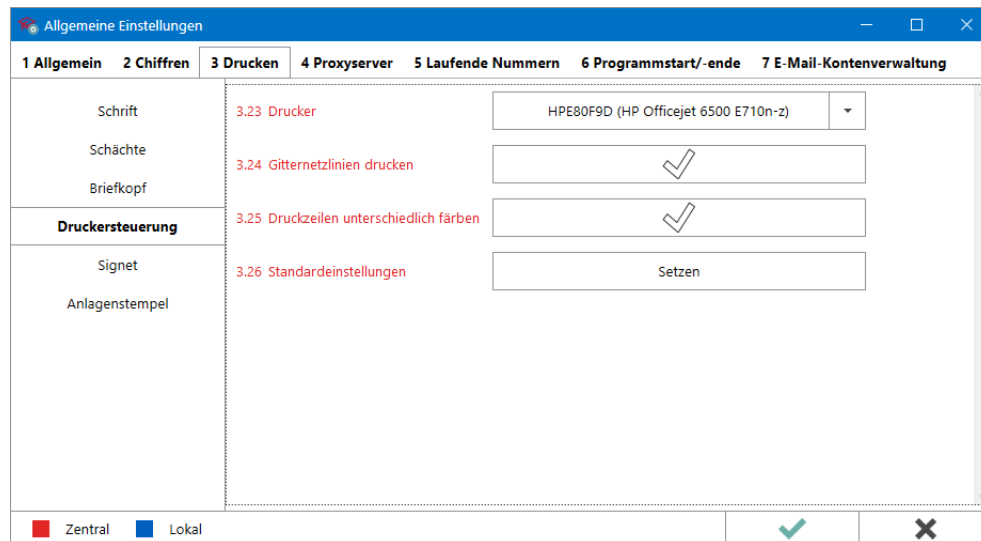 Allgemeine Einstellungen
1 Allgemein 2 Chiffren 3 Drucken 4 Proxyserver 5 Laufende Nummern 6 Programmstart/-ende 7 E-Mail-Kontenverwaltung
Schrift
Schächte
Briefkopf
Druckersteuerung
Signet
Anlagenstempel
3.23 Drucker HPE80F9D (HP Officejet 6500 E710n-z)
3.24 Gitternetzlinien drucken
3.25 Druckzeilen unterschiedlich färben
3.26 Standardeinstellungen Setzen
Zentral Lokal